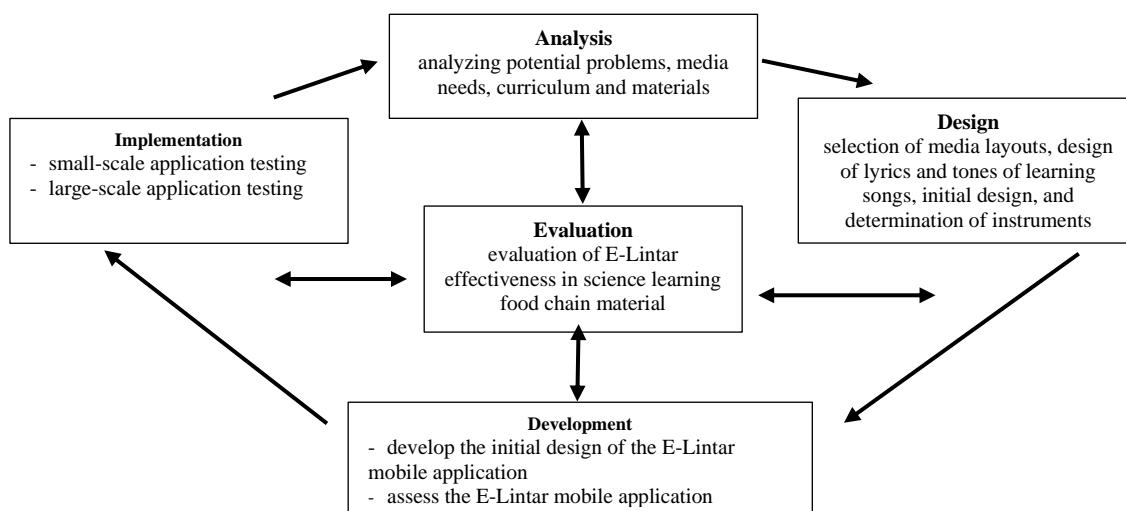 Analysis
analyzing potential problems, media
needs, curriculum and materials
Design
selection of media layouts, design
of lyrics and tones of learning
songs, initial design, and
determination of instruments
Implementation
- small-scale application testing
- large-scale application testing
Evaluation
evaluation of E-Lintar
effectiveness in science learning
food chain material
Development
- develop the initial design of the E-Lintar
mobile application
- assess the E-Lintar mobile application